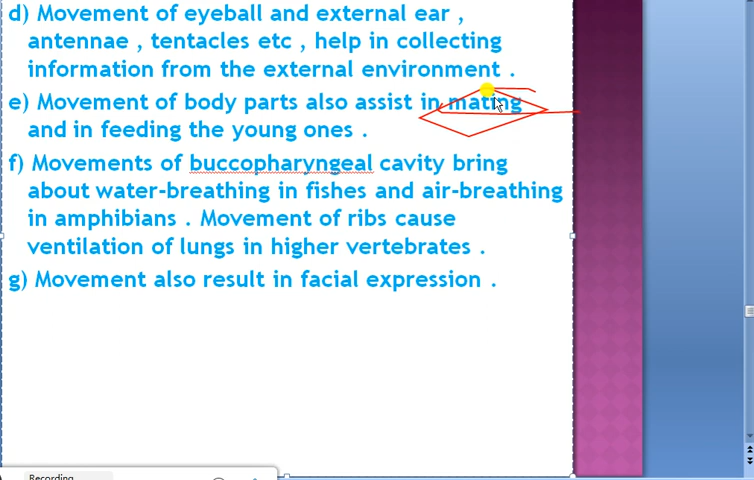 d) Movement of eyeball and external ear ,
antennae , tentacles etc , help in collecting
information from the external environment .
e) Movement of body parts also assist in mating
and in feeding the young ones .
f) Movements of buccopharyngeal cavity bring
about water-breathing in fishes and air-breathing
in amphibians . Movement of ribs cause
ventilation of lungs in higher vertebrates .
g) Movement also result in facial expression .
Recording